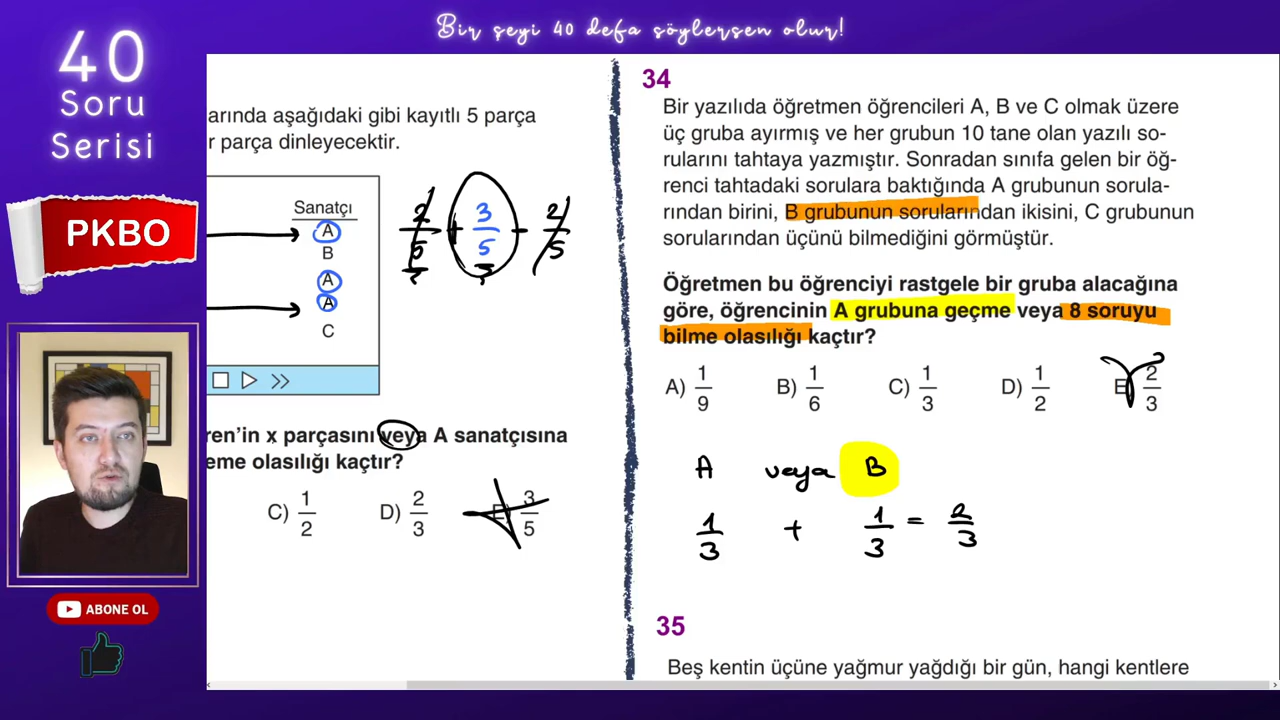 Bir şeyi 40 defa söylersen olur!
40
Soru
Serisi
PKBO
ABONE OL
arında aşağıdaki gibi kayıtlı 5 parça
r parça dinleyecektir.
Sanatçı
A
B
A
A
C
2/5 + 3/5 - 2/5
ren’in x parçasını veya A sanatçısına
eme olasılığı kaçtır?
C) 1/2 D) 2/3 E) 3/5
34
Bir yazılıda öğretmen öğrencileri A, B ve C olmak üzere
üç gruba ayırmış ve her grubun 10 tane olan yazılı so-
rularını tahtaya yazmıştır. Sonradan sınıfa gelen bir öğ-
renci tahtadaki sorulara baktığında A grubunun sorula-
rından birini, B grubunun sorularından ikisini, C grubunun
sorularından üçünü bilmediğini görmüştür.
Öğretmen bu öğrenciyi rastgele bir gruba alacağına
göre, öğrencinin A grubuna geçme veya 8 soruyu
bilme olasılığı kaçtır?
A) 1/9 B) 1/6 C) 1/3 D) 1/2 E) 2/3
A veya B
1/3 + 1/3 = 2/3
35
Beş kentin üçüne yağmur yağdığı bir gün, hangi kentlere